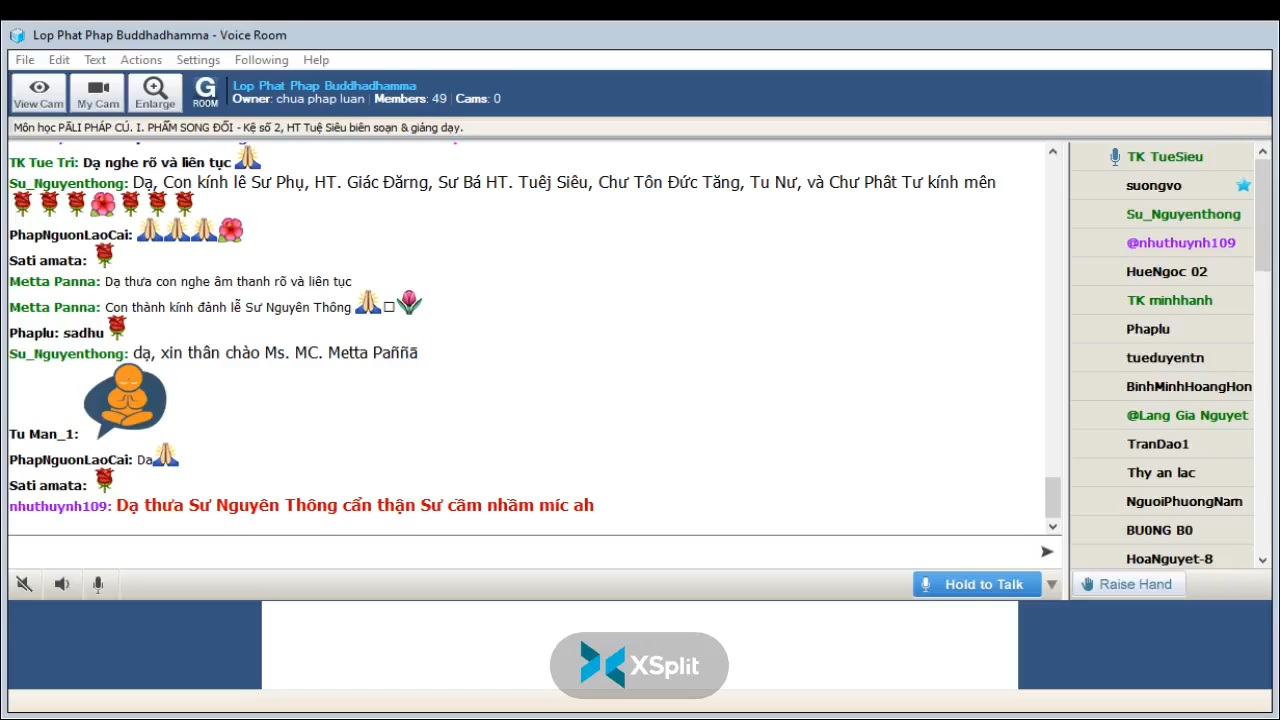 Lop Phat Phap Buddhadhamma - Voice Room
File Edit Text Actions Settings Following Help
View Cam My Cam Enlarge G ROOM
Lop Phat Phap Buddhadhamma
Owner: chua phap luan | Members: 49 | Cams: 0
Môn học PĀLI PHÁP CÚ. I. PHẨM SONG ĐỐI - Kệ số 2, HT Tuệ Siêu biên soạn & giảng dạy.
TK Tue Tri: Dạ nghe rõ và liên tục
Su_Nguyenthong: Dạ, Con kính lễ Sư Phụ, HT. Giác Đărng, Sư Bá HT. Tuêj Siêu, Chư Tôn Đức Tăng, Tu Nư, và Chư Phât Tư kính mên
PhapNguonLaoCai:
Sati amata:
Metta Panna: Dạ thưa con nghe âm thanh rõ và liên tục
Metta Panna: Con thành kính đảnh lễ Sư Nguyên Thông
Phaplu: sadhu
Su_Nguyenthong: dạ, xin thân chào Ms. MC. Metta Paññā
Tu Man_1:
PhapNguonLaoCai: Da
Sati amata:
nhuthuynh109: Dạ thưa Sư Nguyên Thông cẩn thận Sư cầm nhầm míc ah
TK TueSieu
suongvo
Su_Nguyenthong
@nhuthuynh109
HueNgoc 02
TK minhhanh
Phaplu
tueduyentn
BinhMinhHoangHon
@Lang Gia Nguyet
TranDao1
Thy an lac
NguoiPhuongNam
BU0NG B0
HoaNguyet-8
Hold to Talk
Raise Hand
XSplit